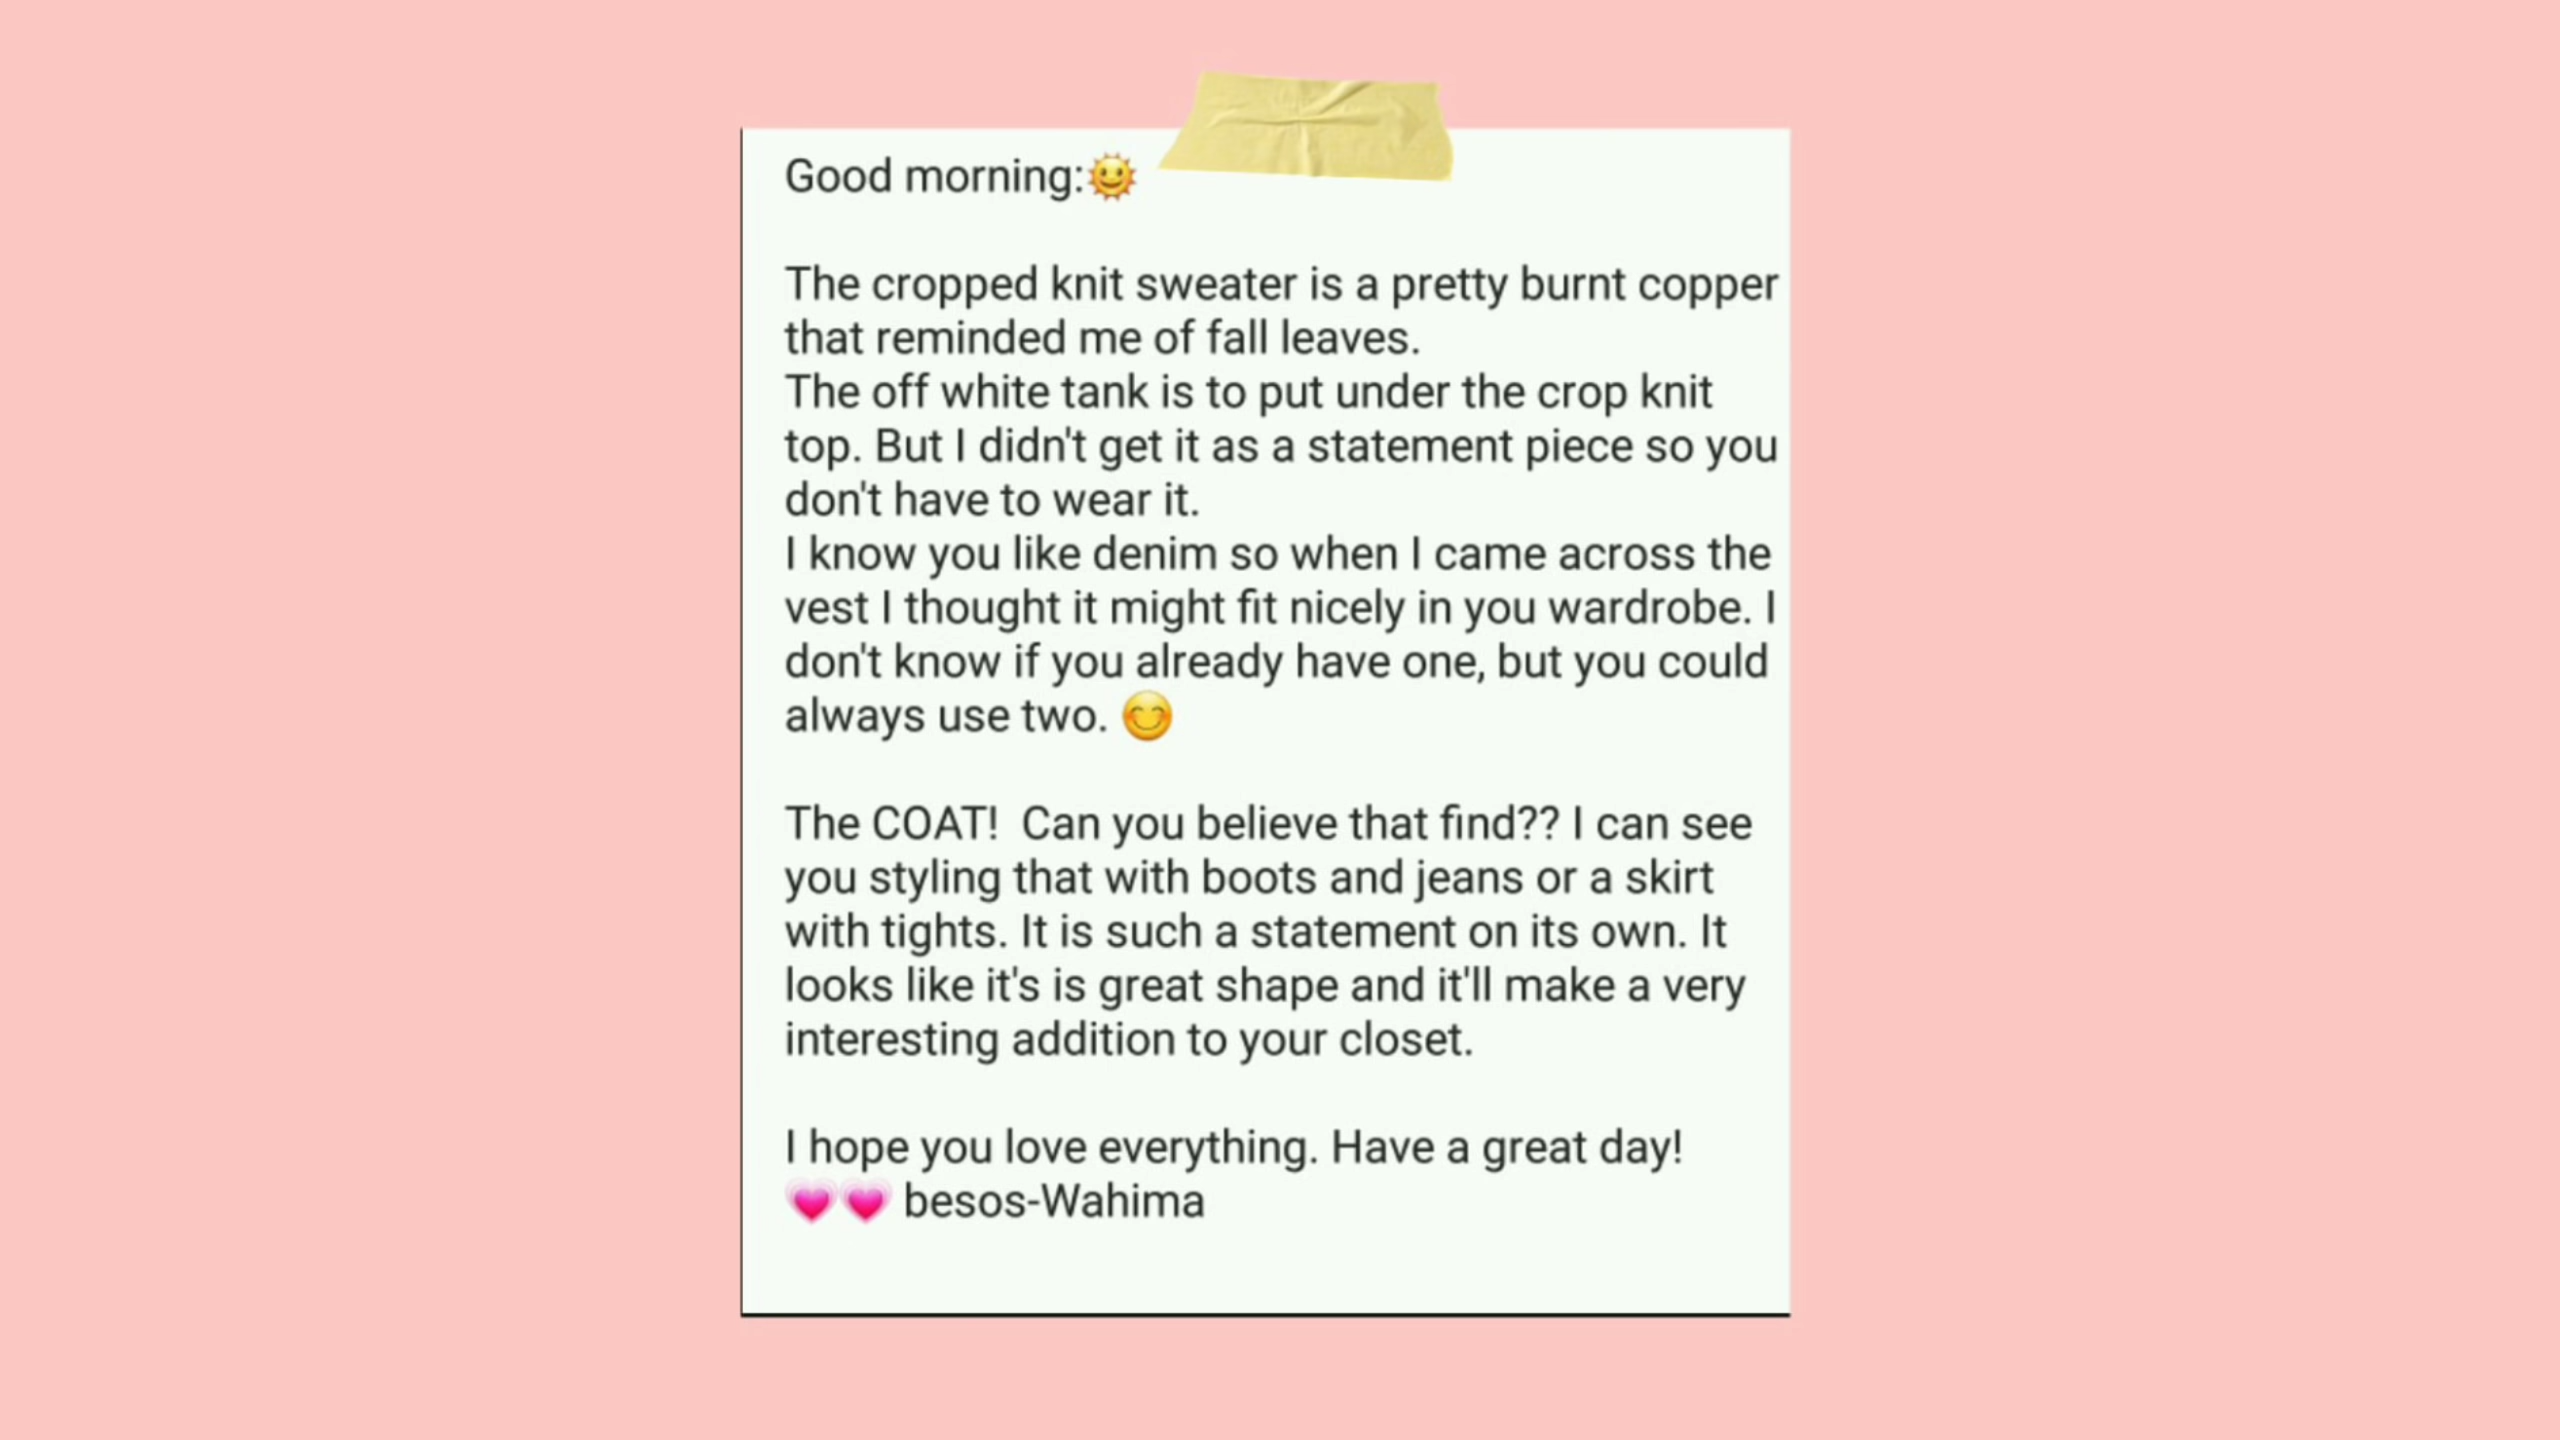 Good morning:🌞
The cropped knit sweater is a pretty burnt copper
that reminded me of fall leaves.
The off white tank is to put under the crop knit
top. But I didn't get it as a statement piece so you
don't have to wear it.
I know you like denim so when I came across the
vest I thought it might fit nicely in you wardrobe. I
don't know if you already have one, but you could
always use two. 😊
The COAT!  Can you believe that find?? I can see
you styling that with boots and jeans or a skirt
with tights. It is such a statement on its own. It
looks like it's is great shape and it'll make a very
interesting addition to your closet.
I hope you love everything. Have a great day!
💗💗 besos-Wahima